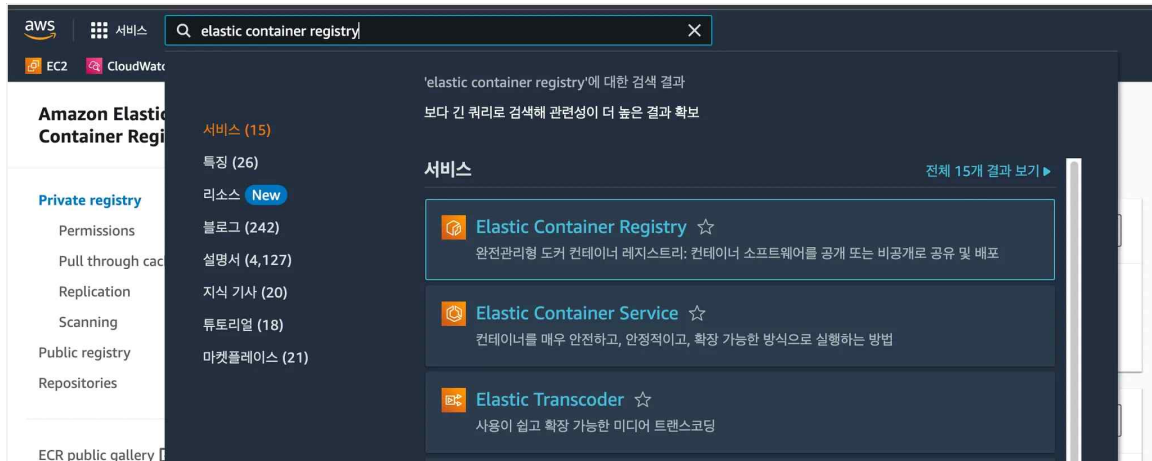 aws
서비스
elastic container registry
EC2
CloudWatc
Amazon Elastic
Container Regi
Private registry
Permissions
Pull through cac
Replication
Scanning
Public registry
Repositories
ECR public gallery
서비스 (15)
특징 (26)
리소스 New
블로그 (242)
설명서 (4,127)
지식 기사 (20)
튜토리얼 (18)
마켓플레이스 (21)
'elastic container registry'에 대한 검색 결과
보다 긴 쿼리로 검색해 관련성이 더 높은 결과 확보
서비스
전체 15개 결과 보기
Elastic Container Registry
완전관리형 도커 컨테이너 레지스트리: 컨테이너 소프트웨어를 공개 또는 비공개로 공유 및 배포
Elastic Container Service
컨테이너를 매우 안전하고, 안정적이고, 확장 가능한 방식으로 실행하는 방법
Elastic Transcoder
사용이 쉽고 확장 가능한 미디어 트랜스코딩